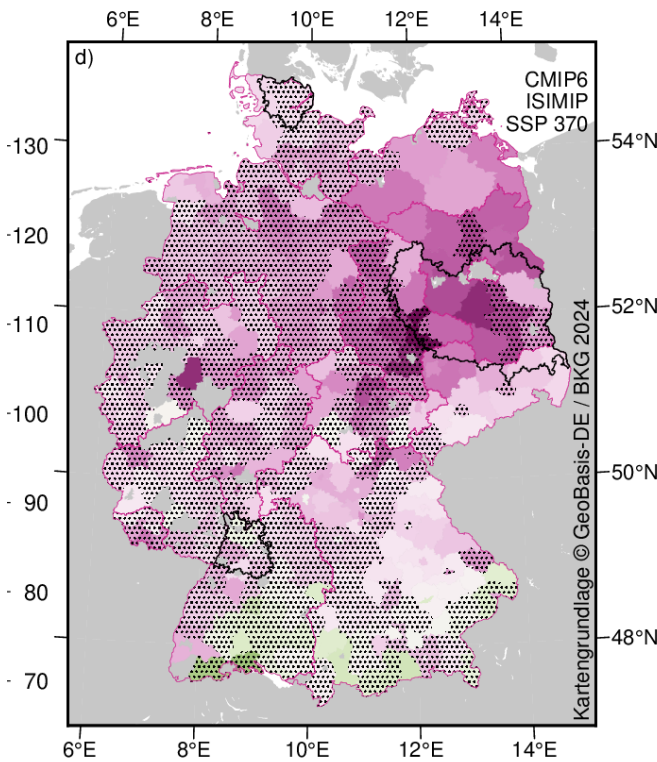 6°E 8°E 10°E 12°E 14°E
d)
CMIP6
ISIMIP
SSP 370
-130
-120
-110
-100
- 90
- 80
- 70
54°N
52°N
50°N
48°N
Kartengrundlage © GeoBasis-DE / BKG 2024
6°E 8°E 10°E 12°E 14°E